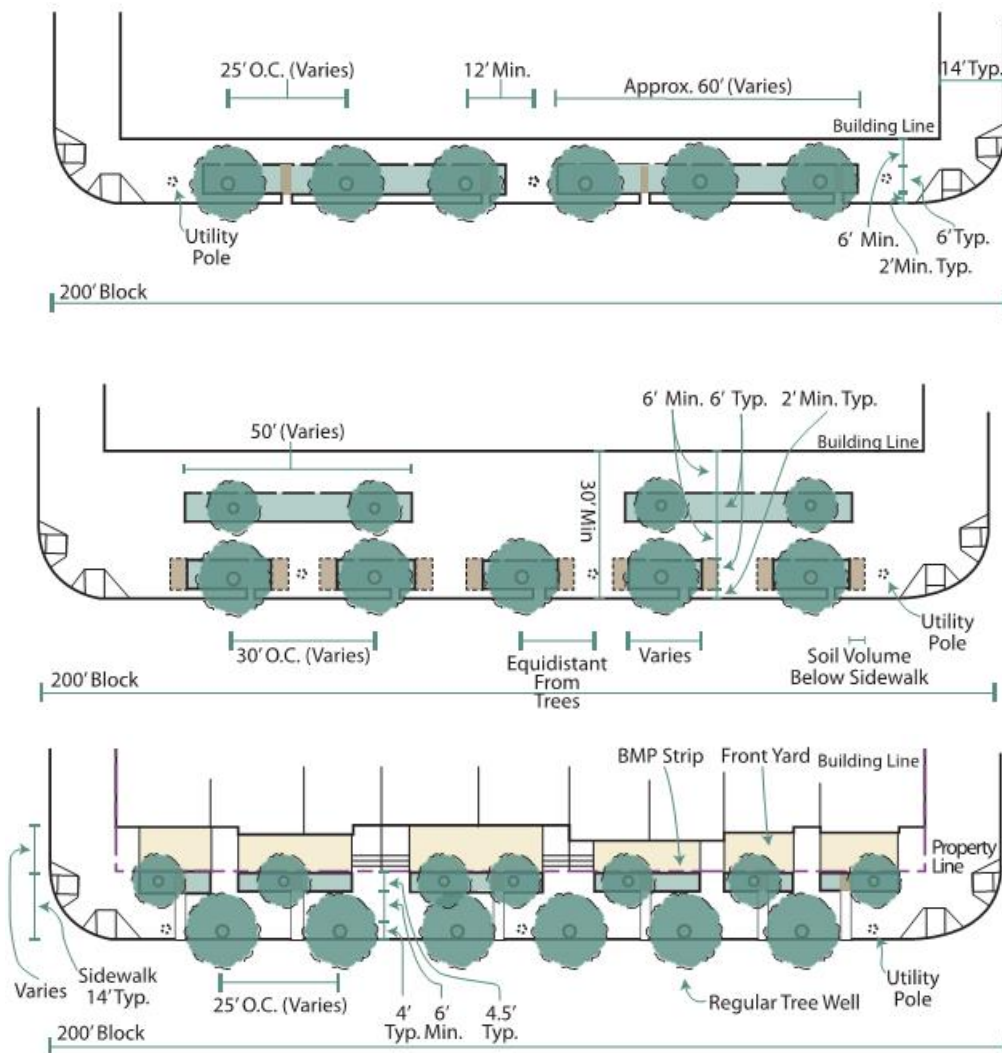 25' O.C. (Varies)
12' Min.
Approx. 60' (Varies)
14' Typ.
Building Line
Utility
Pole
6' Min.
6' Typ.
2' Min. Typ.
200' Block
50' (Varies)
6' Min. 6' Typ.
2' Min. Typ.
Building Line
30' Min
30' O.C. (Varies)
Equidistant
From
Trees
Varies
Soil Volume
Below Sidewalk
Utility
Pole
200' Block
BMP Strip
Front Yard
Building Line
Property
Line
Varies
Sidewalk
14' Typ.
25' O.C. (Varies)
4'
Typ.
6'
Min.
4.5'
Typ.
Regular Tree Well
Utility
Pole
200' Block